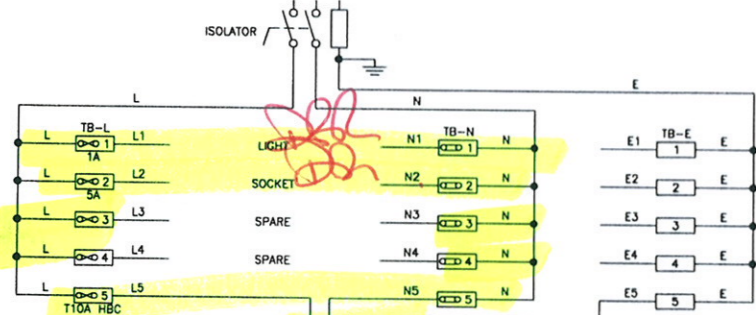 ISOLATOR
L N E
L TB-L 1 L1 LIGHT N1 TB-N 1 N E1 TB-E 1 E
1A
L 2 L2 SOCKET N2 2 N E2 2 E
5A
L 3 L3 SPARE N3 3 N E3 3 E
L 4 L4 SPARE N4 4 N E4 4 E
L 5 L5 N5 5 N E5 5 E
T10A HBC